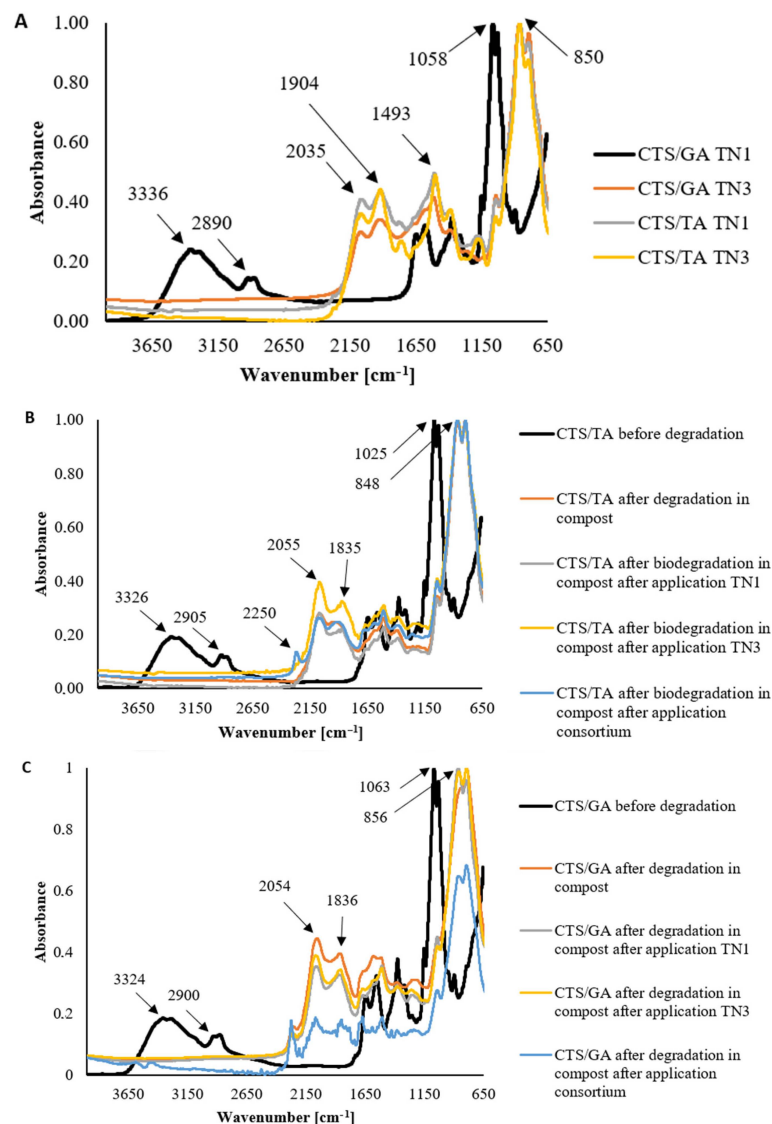 A
1.00
0.80
0.60
0.40
0.20
0.00
Absorbance
3336
2890
2035
1904
1493
1058
850
3650 3150 2650 2150 1650 1150 650
Wavenumber [cm⁻¹]
CTS/GA TN1
CTS/GA TN3
CTS/TA TN1
CTS/TA TN3
B
1.00
0.80
0.60
0.40
0.20
0.00
Absorbance
3326
2905
2250
2055
1835
1025
848
3650 3150 2650 2150 1650 1150 650
Wavenumber [cm⁻¹]
CTS/TA before degradation
CTS/TA after degradation in
compost
CTS/TA after biodegradation in
compost after application TN1
CTS/TA after biodegradation in
compost after application TN3
CTS/TA after biodegradation in
compost after application
consortium
C
1
0.8
0.6
0.4
0.2
0
Absorbance
3324
2900
2054
1836
1063
856
3650 3150 2650 2150 1650 1150 650
Wavenumber [cm⁻¹]
CTS/GA before degradation
CTS/GA after degradation in
compost
CTS/GA after degradation in
compost after application TN1
CTS/GA after degradation in
compost after application TN3
CTS/GA after degradation in
compost after application
consortium